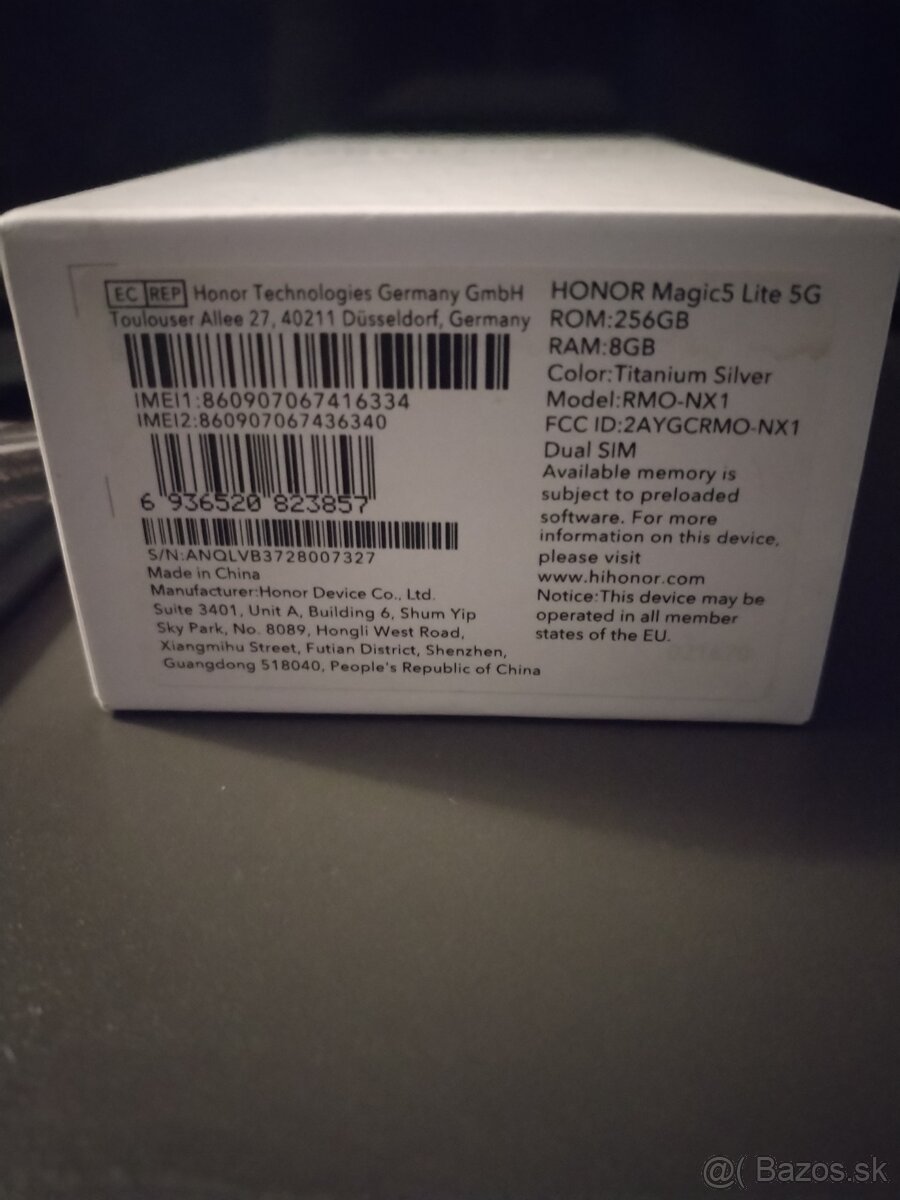 EC REP Honor Technologies Germany GmbH
Toulouser Allee 27, 40211 Düsseldorf, Germany
IMEI1:860907067416334
IMEI2:860907067436340
6 936520 823857
S/N:ANQLVB3728007327
Made in China
Manufacturer:Honor Device Co., Ltd.
Suite 3401, Unit A, Building 6, Shum Yip
Sky Park, No. 8089, Hongli West Road,
Xiangmihu Street, Futian District, Shenzhen,
Guangdong 518040, People's Republic of China
HONOR Magic5 Lite 5G
ROM:256GB
RAM:8GB
Color:Titanium Silver
Model:RMO-NX1
FCC ID:2AYGCRMO-NX1
Dual SIM
Available memory is
subject to preloaded
software. For more
information on this device,
please visit
www.hihonor.com
Notice:This device may be
operated in all member
states of the EU.
@( Bazos.sk